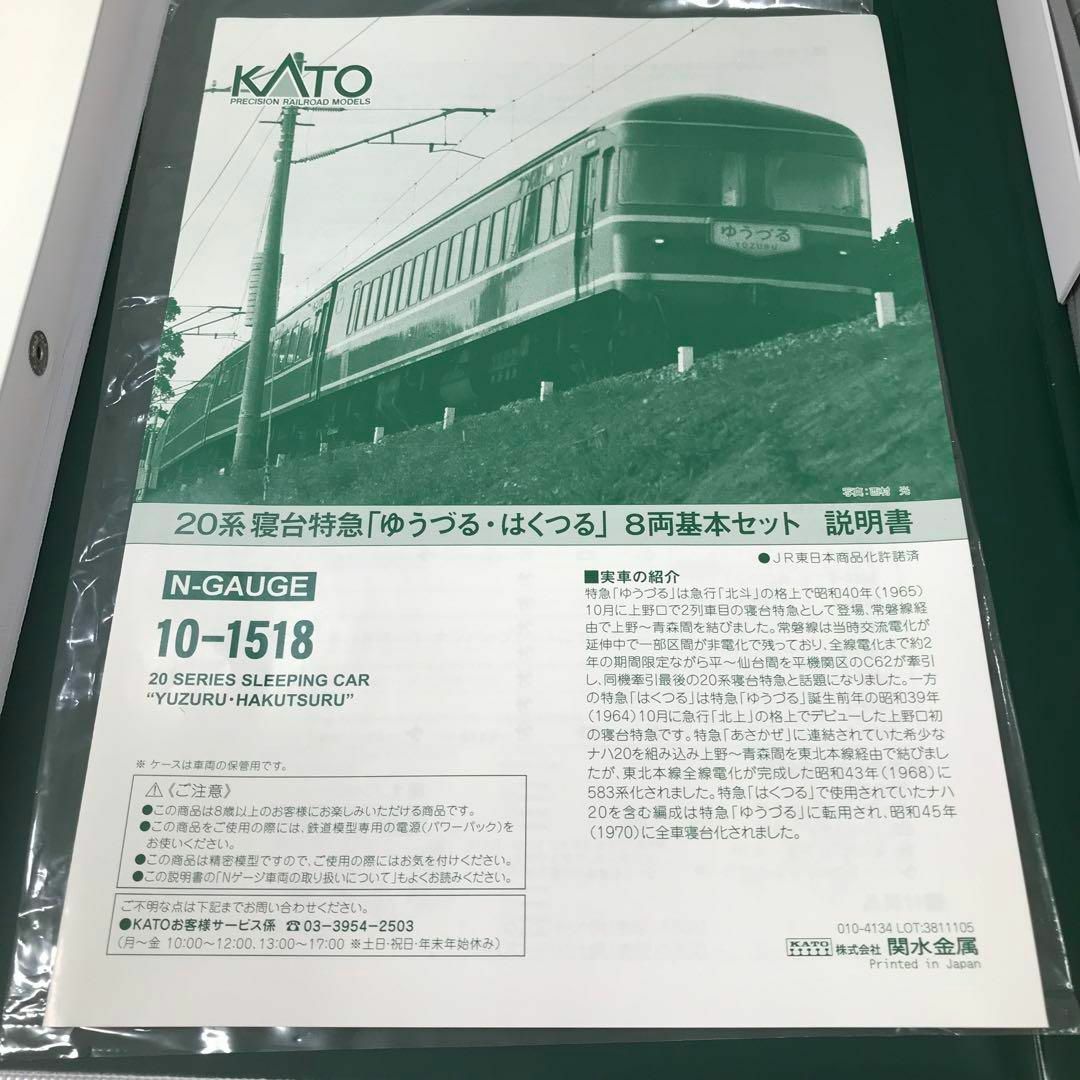 KATO
PRECISION RAILROAD MODELS
ゆうづる
YUZURU
写真:西村 光
20系 寝台特急「ゆうづる・はくつる」 8両基本セット 説明書
●JR東日本商品化許諾済
N-GAUGE
10-1518
20 SERIES SLEEPING CAR
“YUZURU・HAKUTSURU”
※ ケースは車両の保管用です。
⚠《ご注意》
●この商品は8歳以上のお客様にお楽しみいただける商品です。
●この商品をご使用の際には、鉄道模型専用の電源(パワーパック)を
お使いください。
●この商品は精密模型ですので、ご使用の際にはお気を付けください。
●この説明書の「Nゲージ車両の取り扱いについて」もよくお読みください。
ご不明な点は下記までお問い合わせください。
●KATOお客様サービス係 ☎03-3954-2503
(月~金 10:00~12:00、13:00~17:00 ※土日・祝日・年末年始休み)
■実車の紹介
特急「ゆうづる」は急行「北斗」の格上で昭和40年(1965)
10月に上野口で2列車目の寝台特急として登場、常磐線経
由で上野~青森間を結びました。常磐線は当時交流電化が
延伸中で一部区間が非電化で残っており、全線電化まで約2
年の期間限定ながら平~仙台間を平機関区のC62が牽引
し、同機牽引最後の20系寝台特急と話題になりました。一方
の特急「はくつる」は特急「ゆうづる」誕生前年の昭和39年
(1964)10月に急行「北上」の格上でデビューした上野口初
の寝台特急です。特急「あさかぜ」に連結されていた希少な
ナハ20を組み込み上野~青森間を東北本線経由で結びまし
たが、東北本線全線電化が完成した昭和43年(1968)に
583系化されました。特急「はくつる」で使用されていたナハ
20を含む編成は特急「ゆうづる」に転用され、昭和45年
(1970)に全車寝台化されました。
010-4134 LOT:3811105
KATO 株式会社 関水金属
Printed in Japan